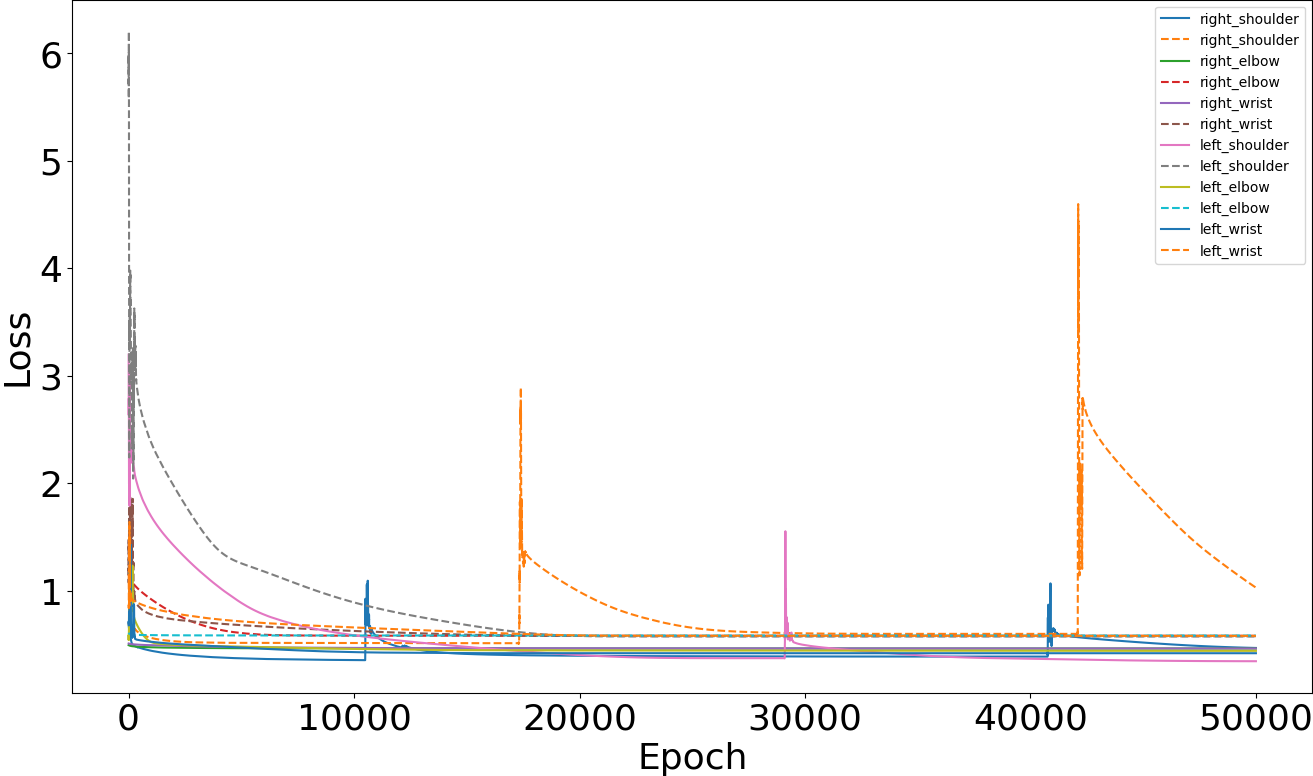 Loss
6
5
4
3
2
1
0
10000
20000
30000
40000
50000
Epoch
right_shoulder
right_shoulder
right_elbow
right_elbow
right_wrist
right_wrist
left_shoulder
left_shoulder
left_elbow
left_elbow
left_wrist
left_wrist